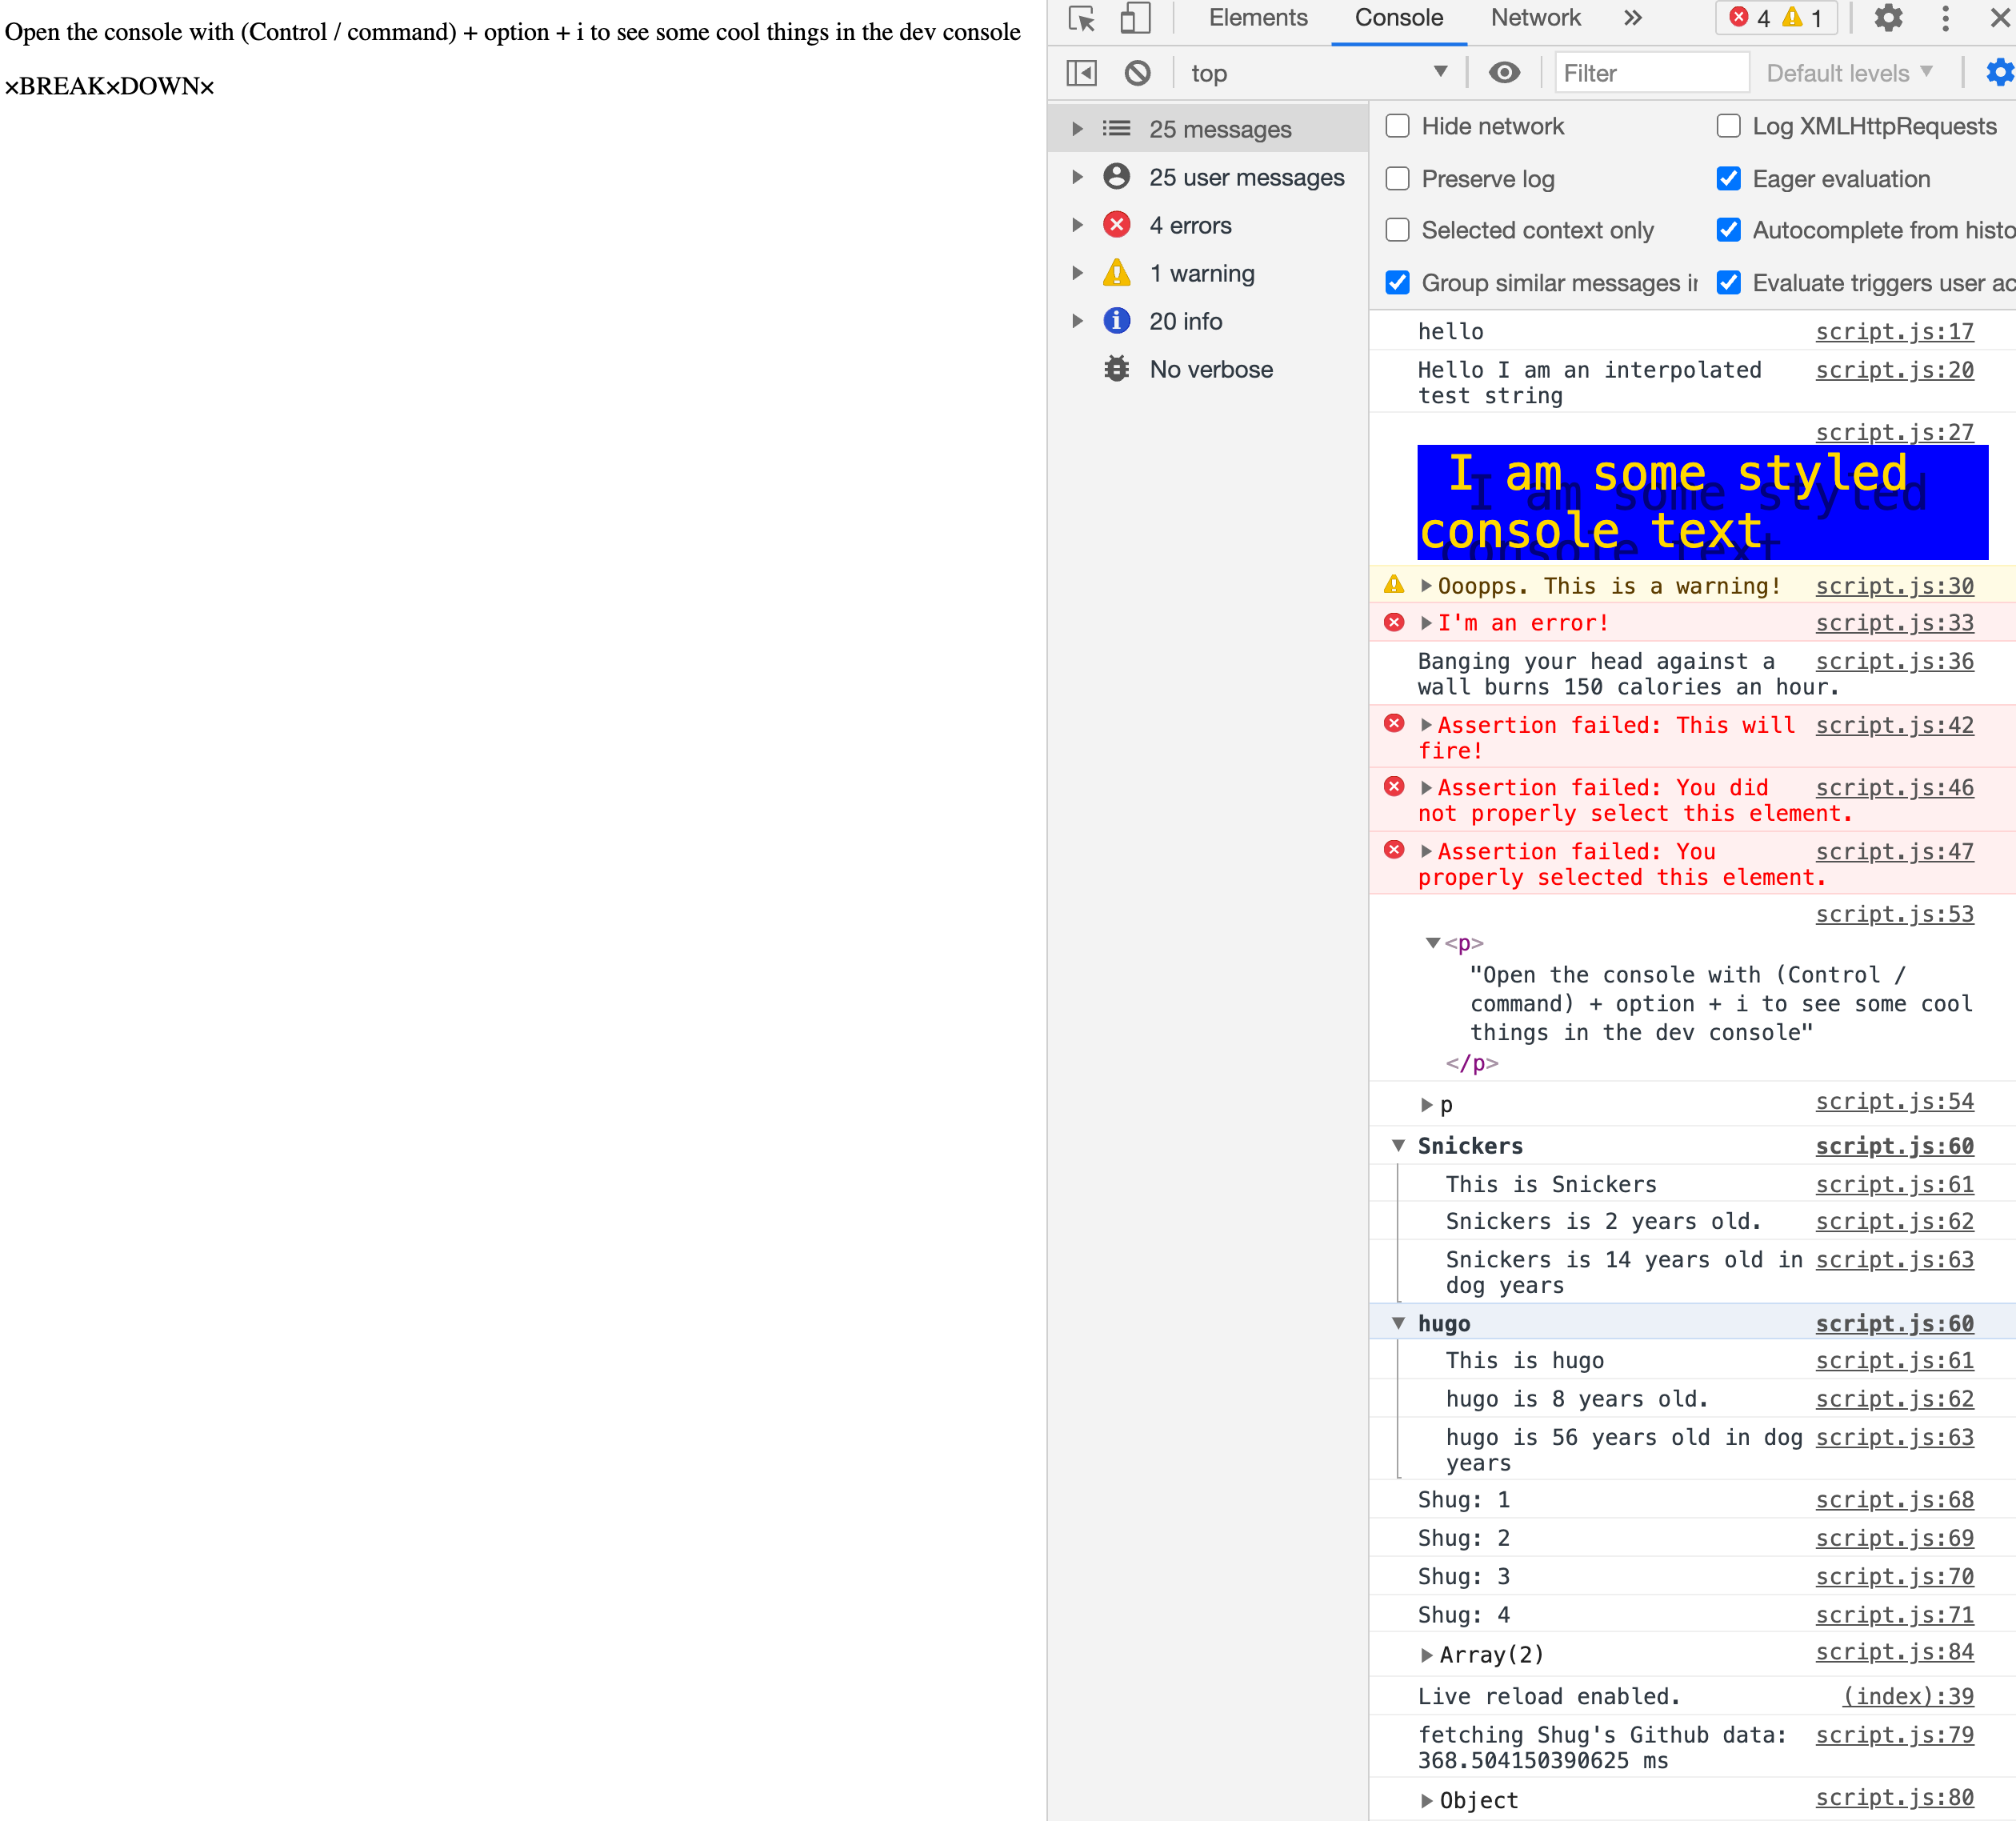 Open the console with (Control / command) + option + i to see some cool things in the dev console
×BREAK×DOWN×
Elements Console Network » 4 1
top Filter Default levels
25 messages
25 user messages
4 errors
1 warning
20 info
No verbose
Hide network Log XMLHttpRequests
Preserve log Eager evaluation
Selected context only Autocomplete from histo
Group similar messages in Evaluate triggers user ac
hello script.js:17
Hello I am an interpolated script.js:20
test string
script.js:27
I am some styled
console text
Ooopps. This is a warning! script.js:30
I'm an error! script.js:33
Banging your head against a script.js:36
wall burns 150 calories an hour.
Assertion failed: This will script.js:42
fire!
Assertion failed: You did script.js:46
not properly select this element.
Assertion failed: You script.js:47
properly selected this element.
script.js:53
<p>
"Open the console with (Control /
command) + option + i to see some cool
things in the dev console"
</p>
p script.js:54
Snickers script.js:60
This is Snickers script.js:61
Snickers is 2 years old. script.js:62
Snickers is 14 years old in script.js:63
dog years
hugo script.js:60
This is hugo script.js:61
hugo is 8 years old. script.js:62
hugo is 56 years old in dog script.js:63
years
Shug: 1 script.js:68
Shug: 2 script.js:69
Shug: 3 script.js:70
Shug: 4 script.js:71
Array(2) script.js:84
Live reload enabled. (index):39
fetching Shug's Github data: script.js:79
368.504150390625 ms
Object script.js:80